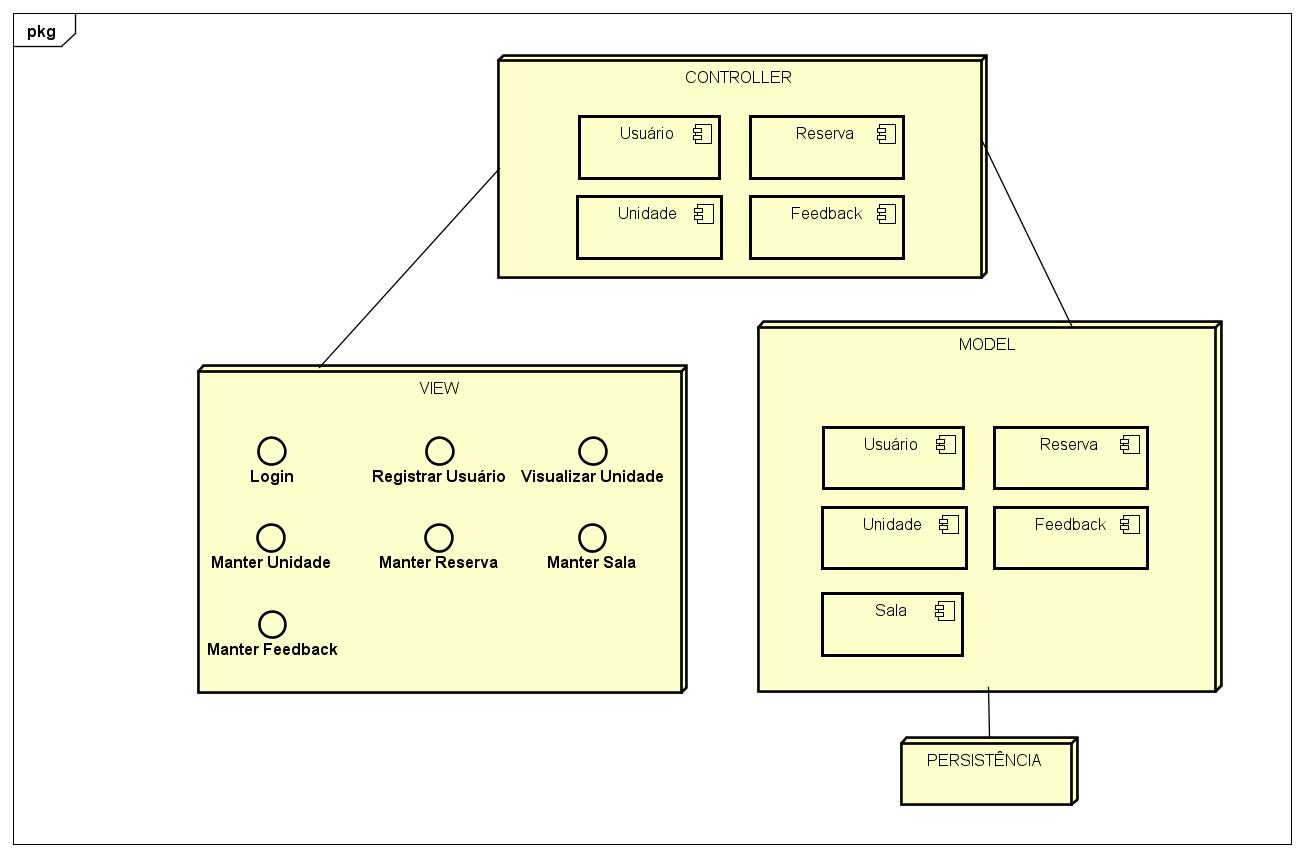 pkg
CONTROLLER
Usuário
Reserva
Unidade
Feedback
VIEW
Login
Registrar Usuário
Visualizar Unidade
Manter Unidade
Manter Reserva
Manter Sala
Manter Feedback
MODEL
Usuário
Reserva
Unidade
Feedback
Sala
PERSISTÊNCIA